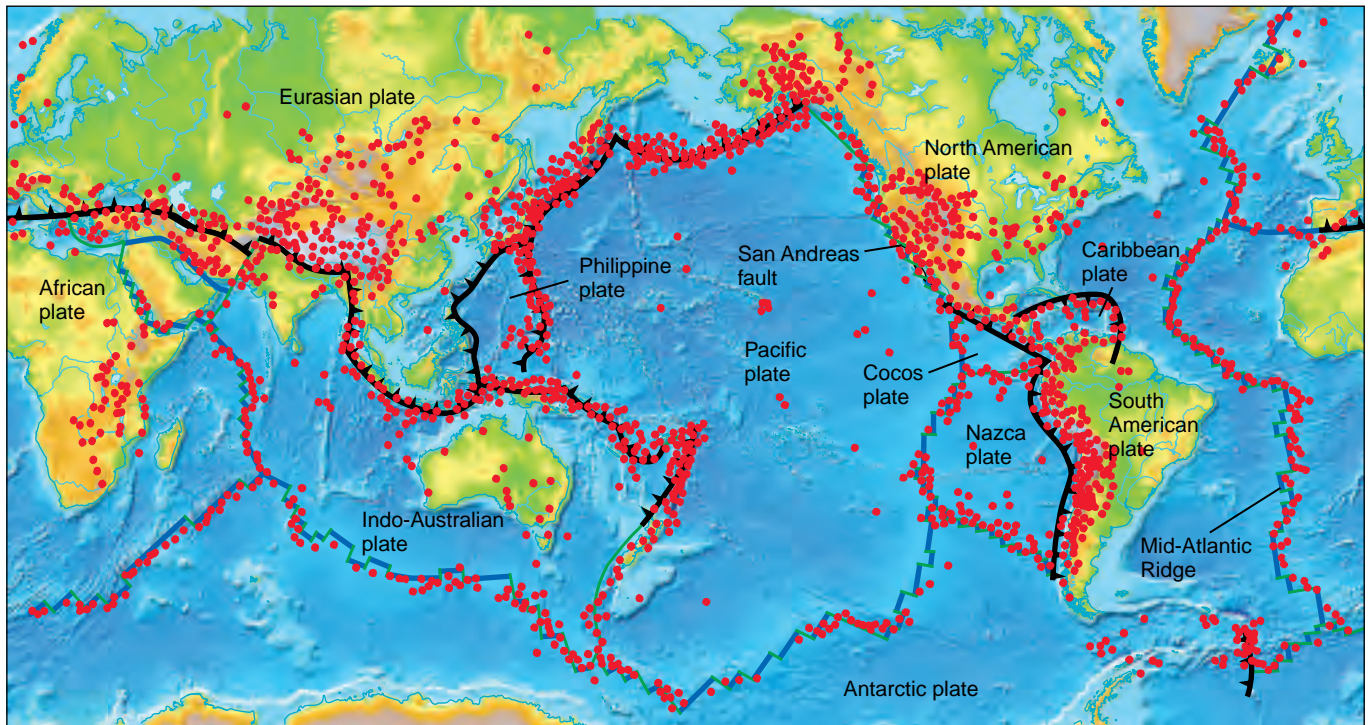 Eurasian plate
North American
plate
San Andreas
fault
Caribbean
plate
Philippine
plate
African
plate
Pacific
plate
Cocos
plate
South
American
plate
Nazca
plate
Indo-Australian
plate
Mid-Atlantic
Ridge
Antarctic plate